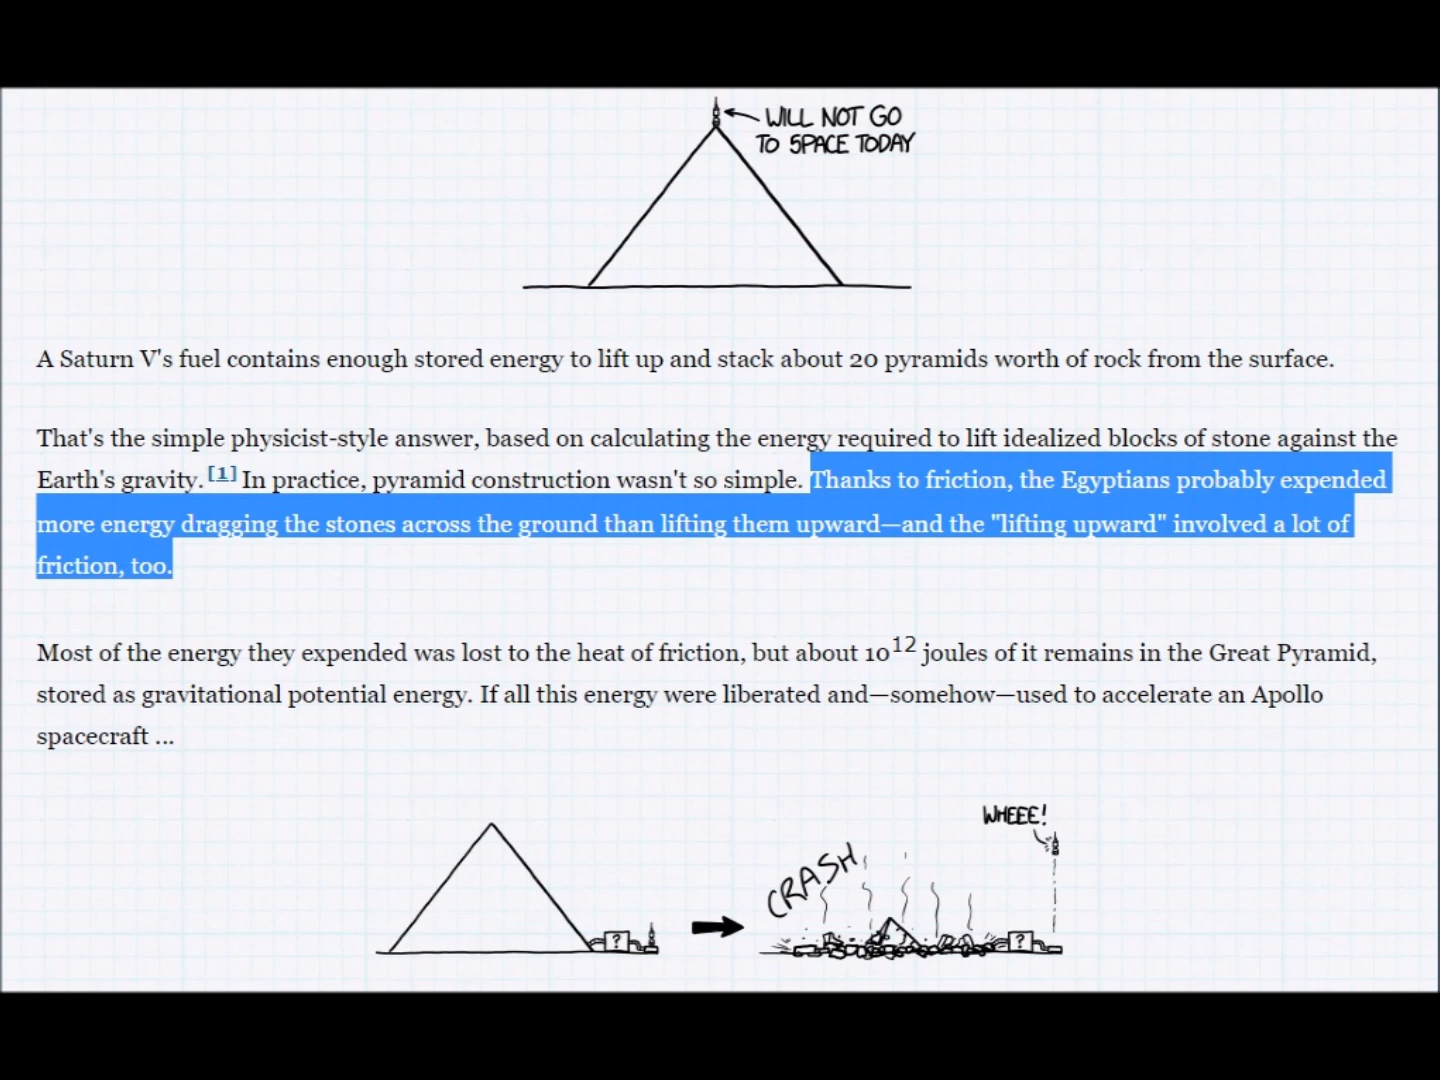 WILL NOT GO
TO SPACE TODAY
A Saturn V's fuel contains enough stored energy to lift up and stack about 20 pyramids worth of rock from the surface.
That's the simple physicist-style answer, based on calculating the energy required to lift idealized blocks of stone against the
Earth's gravity.[1] In practice, pyramid construction wasn't so simple. Thanks to friction, the Egyptians probably expended
more energy dragging the stones across the ground than lifting them upward—and the "lifting upward" involved a lot of
friction, too.
Most of the energy they expended was lost to the heat of friction, but about 10¹² joules of it remains in the Great Pyramid,
stored as gravitational potential energy. If all this energy were liberated and—somehow—used to accelerate an Apollo
spacecraft ...
WHEEE!
CRASH
?
?